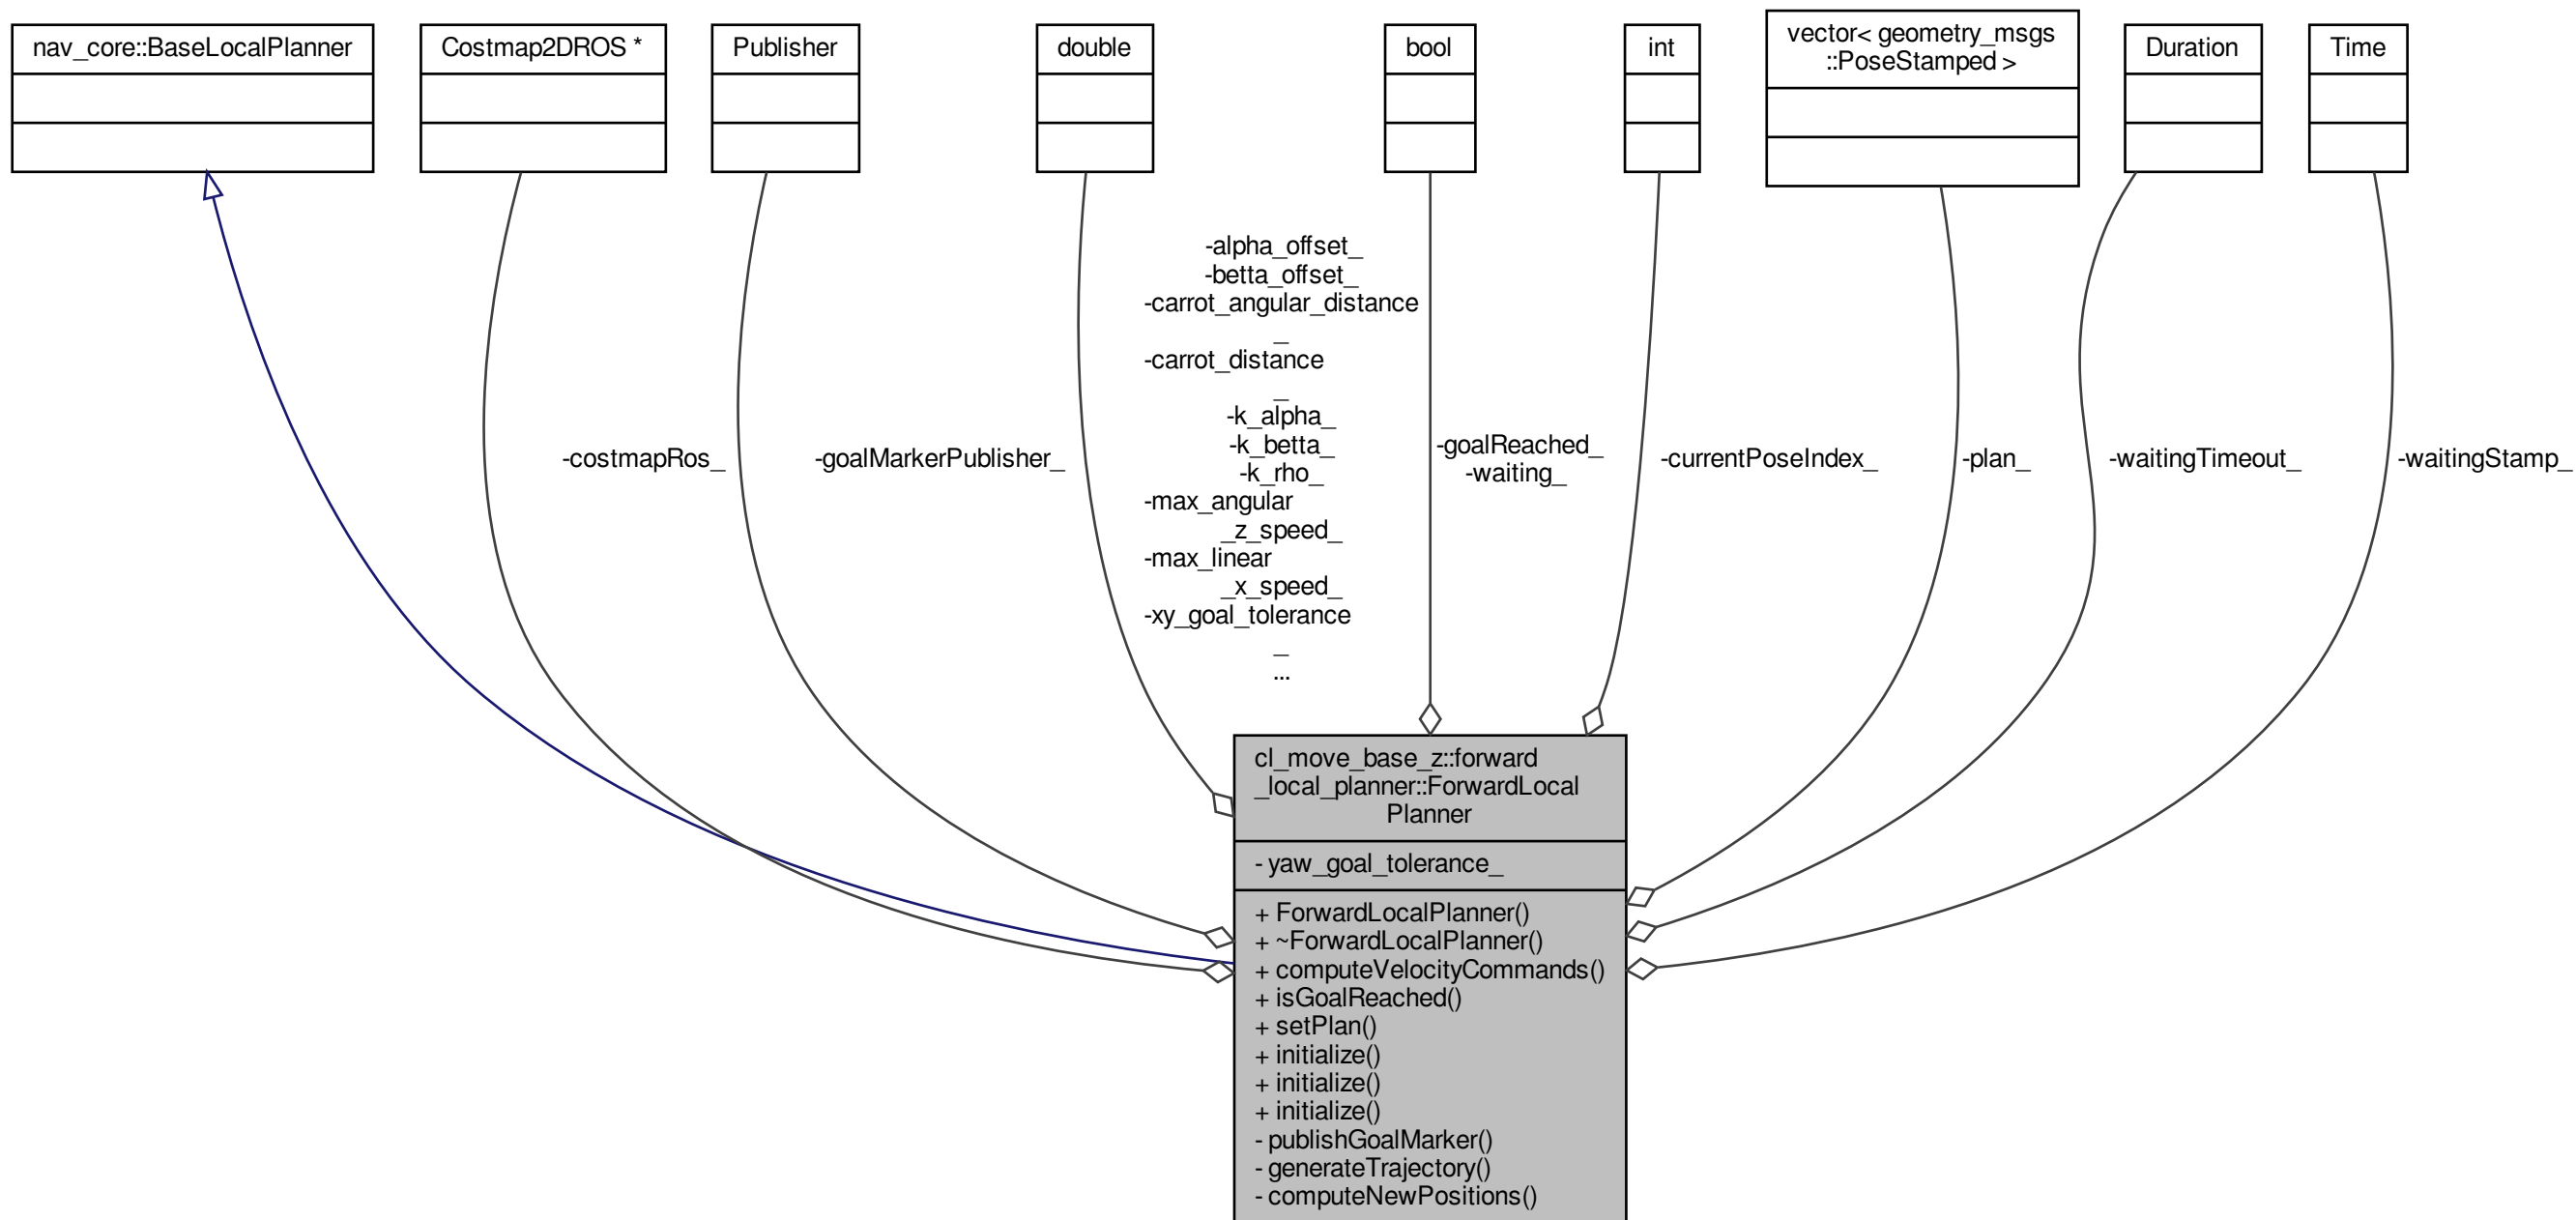 nav_core::BaseLocalPlanner
Costmap2DROS *
Publisher
double
bool
int
vector< geometry_msgs
::PoseStamped >
Duration
Time
-costmapRos_
-goalMarkerPublisher_
-alpha_offset_
-betta_offset_
-carrot_angular_distance
_
-carrot_distance
_
-k_alpha_
-k_betta_
-k_rho_
-max_angular
_z_speed_
-max_linear
_x_speed_
-xy_goal_tolerance
_
...
-goalReached_
-waiting_
-currentPoseIndex_
-plan_
-waitingTimeout_
-waitingStamp_
cl_move_base_z::forward
_local_planner::ForwardLocal
Planner
- yaw_goal_tolerance_
+ ForwardLocalPlanner()
+ ~ForwardLocalPlanner()
+ computeVelocityCommands()
+ isGoalReached()
+ setPlan()
+ initialize()
+ initialize()
+ initialize()
- publishGoalMarker()
- generateTrajectory()
- computeNewPositions()